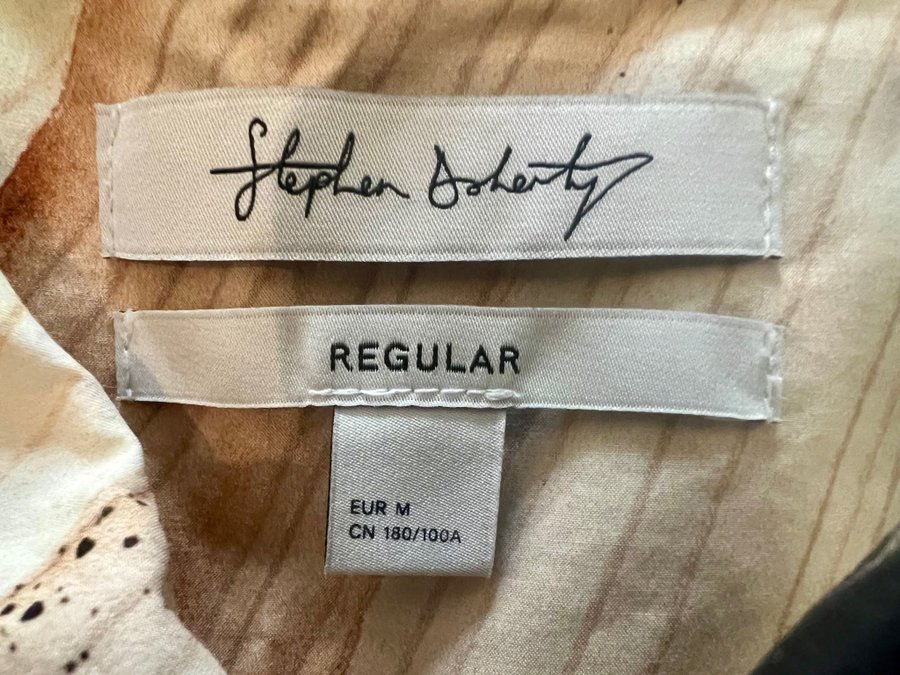 Stephen Doherty
REGULAR
EUR M
CN 180/100A